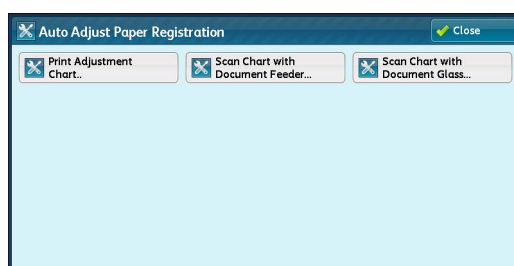 Auto Adjust Paper Registration
Close
Print Adjustment
Chart..
Scan Chart with
Document Feeder...
Scan Chart with
Document Glass...